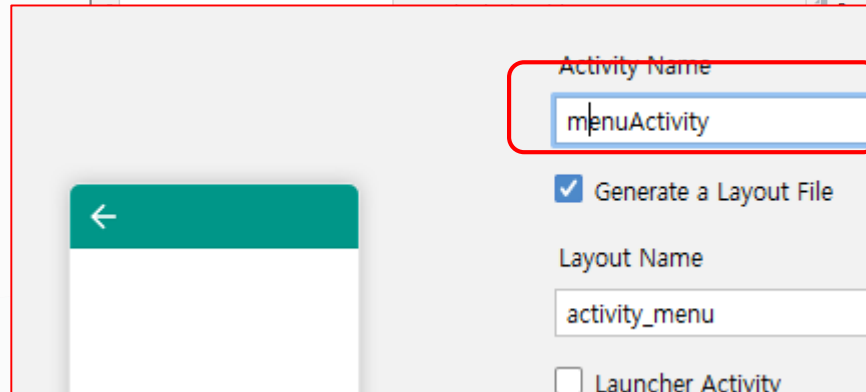 Activity Name
menuActivity
Generate a Layout File
Layout Name
activity_menu
Launcher Activity